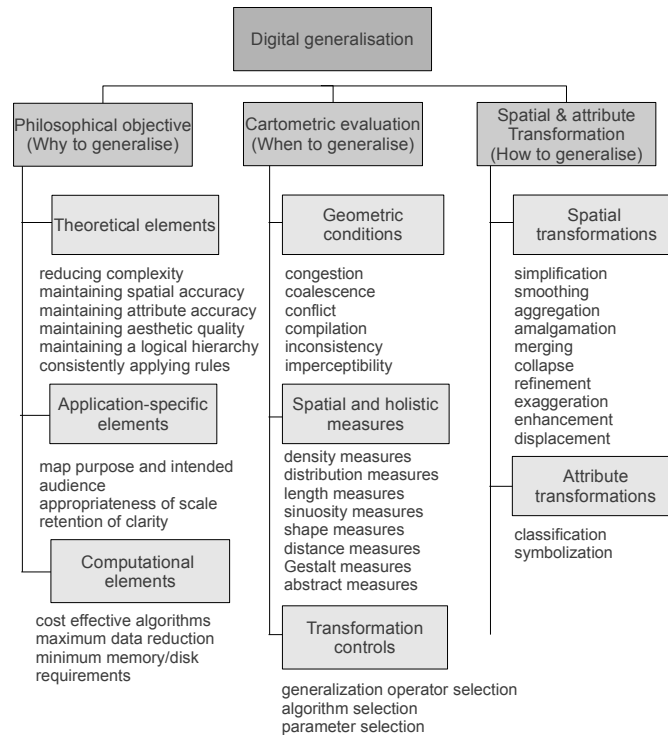 Digital generalisation
Philosophical objective
(Why to generalise)
Theoretical elements
reducing complexity
maintaining spatial accuracy
maintaining attribute accuracy
maintaining aesthetic quality
maintaining a logical hierarchy
consistently applying rules
Application-specific
elements
map purpose and intended
audience
appropriateness of scale
retention of clarity
Computational
elements
cost effective algorithms
maximum data reduction
minimum memory/disk
requirements
Cartometric evaluation
(When to generalise)
Geometric
conditions
congestion
coalescence
conflict
compilation
inconsistency
imperceptibility
Spatial and holistic
measures
density measures
distribution measures
length measures
sinuosity measures
shape measures
distance measures
Gestalt measures
abstract measures
Transformation
controls
generalization operator selection
algorithm selection
parameter selection
Spatial & attribute
Transformation
(How to generalise)
Spatial
transformations
simplification
smoothing
aggregation
amalgamation
merging
collapse
refinement
exaggeration
enhancement
displacement
Attribute
transformations
classification
symbolization